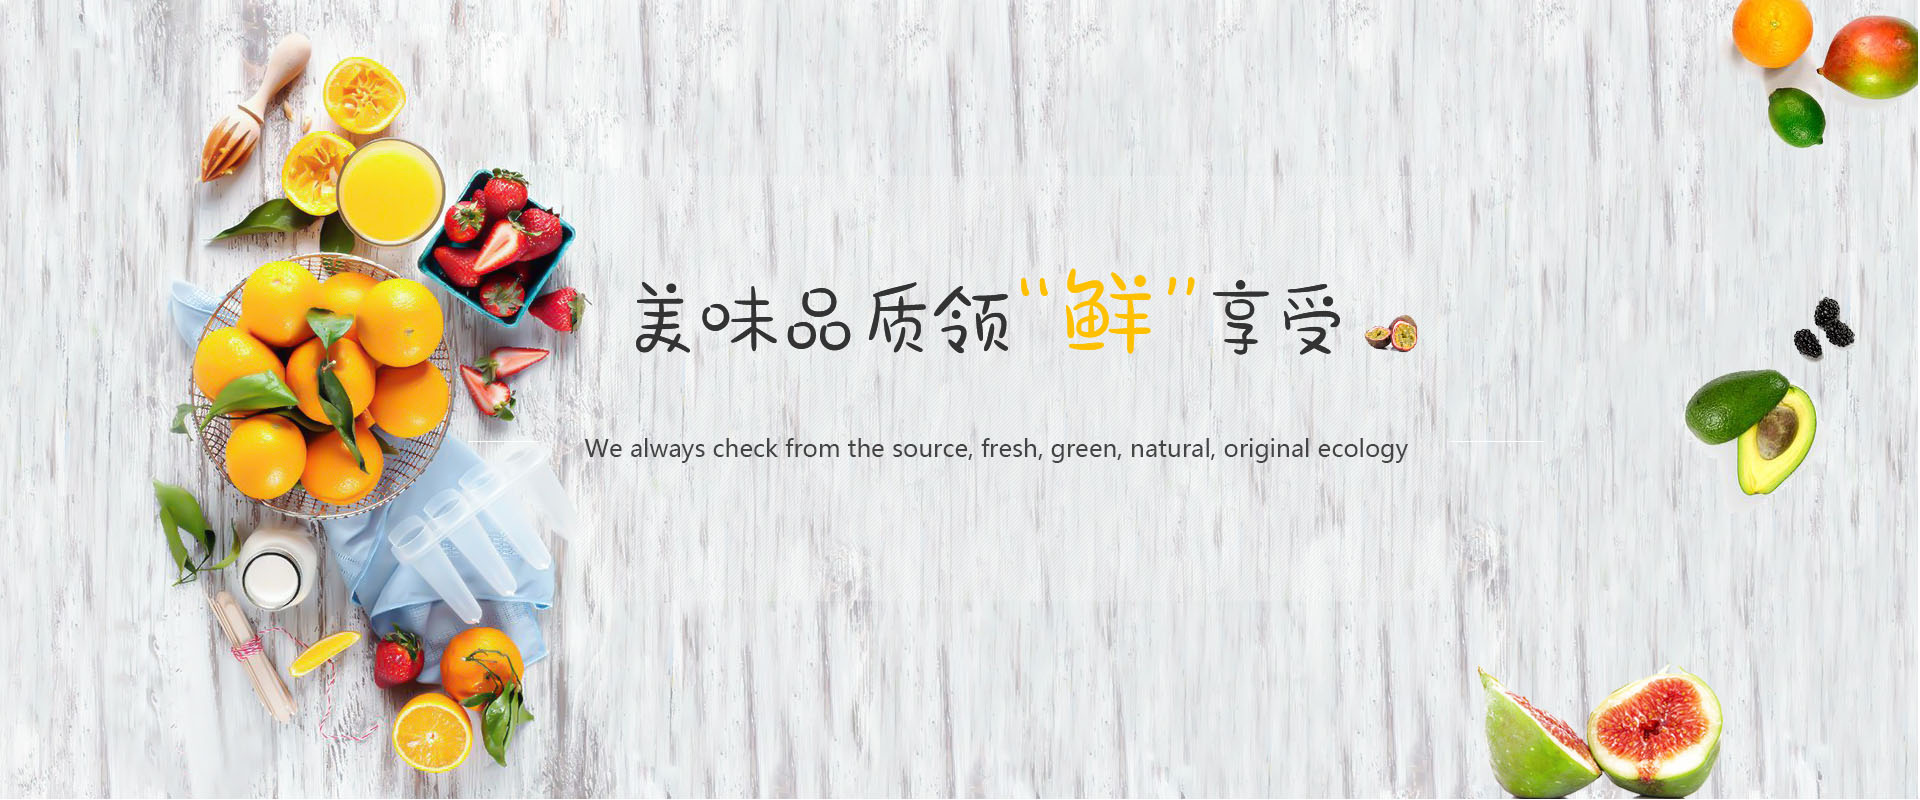 美味品质领“鲜”享受
We always check from the source, fresh, green, natural, original ecology